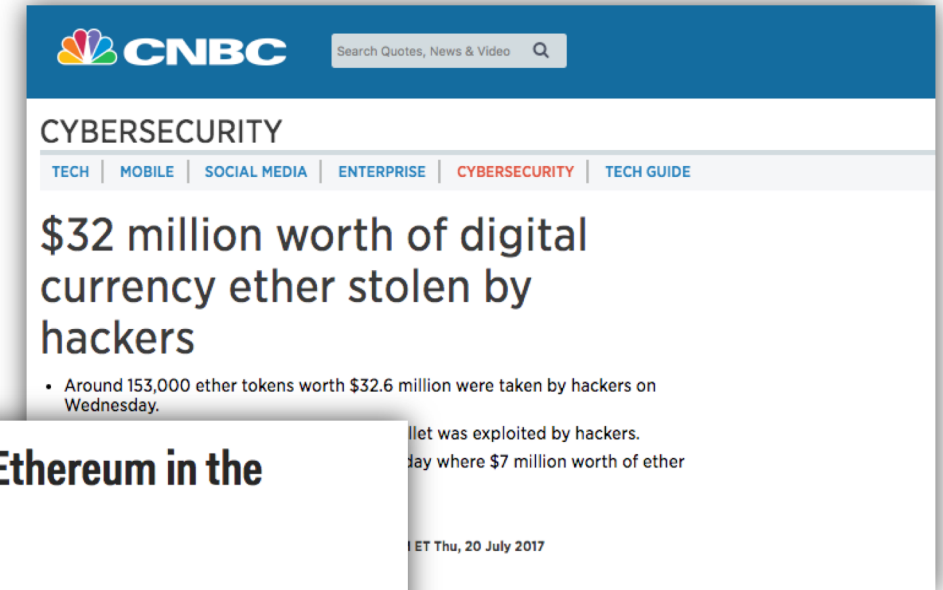 CNBC
Search Quotes, News & Video
CYBERSECURITY
TECH MOBILE SOCIAL MEDIA ENTERPRISE CYBERSECURITY TECH GUIDE
$32 million worth of digital
currency ether stolen by
hackers
• Around 153,000 ether tokens worth $32.6 million were taken by hackers on
Wednesday.
was exploited by hackers.
where $7 million worth of ether
ET Thu, 20 July 2017
Ethereum in the